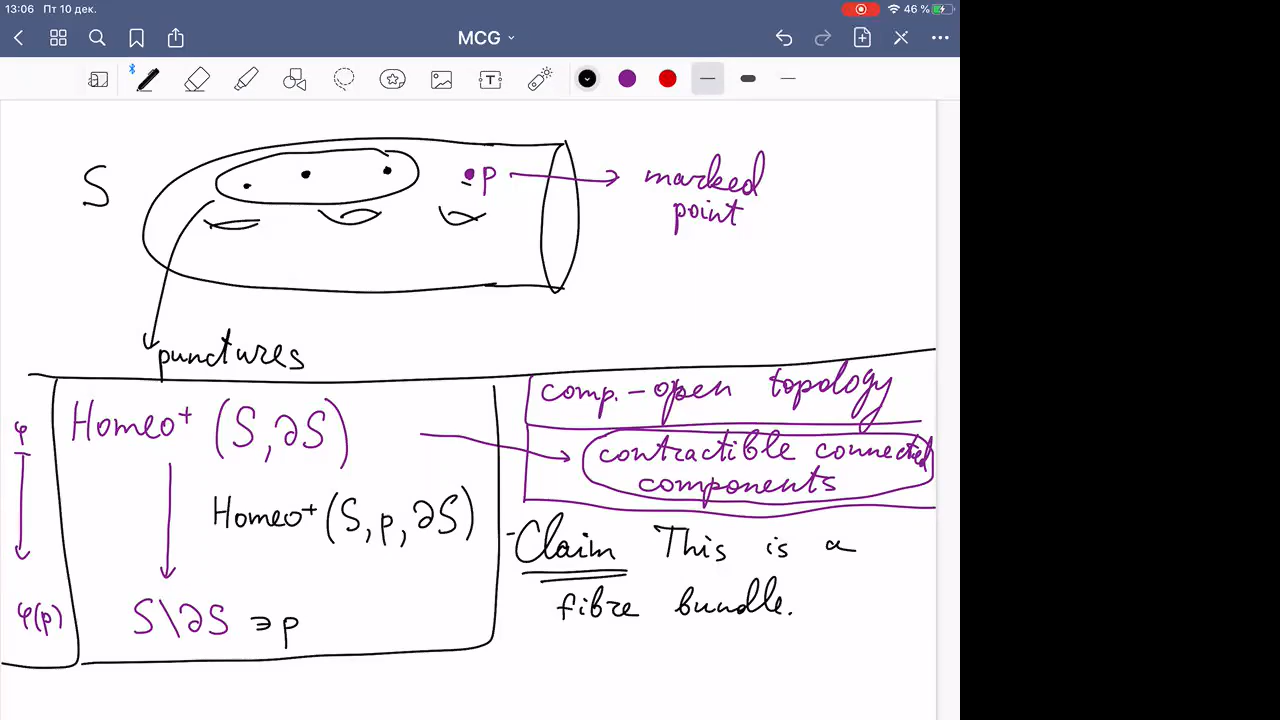 13:06 Пт 10 дек.
46 %
MCG
S
p
marked
point
punctures
Homeo⁺ (S, ∂S)
comp.-open topology
contractible connected
components
φ
Homeo⁺ (S, p, ∂S)
Claim This is a
fibre bundle.
φ(p)
S\∂S ∋ p